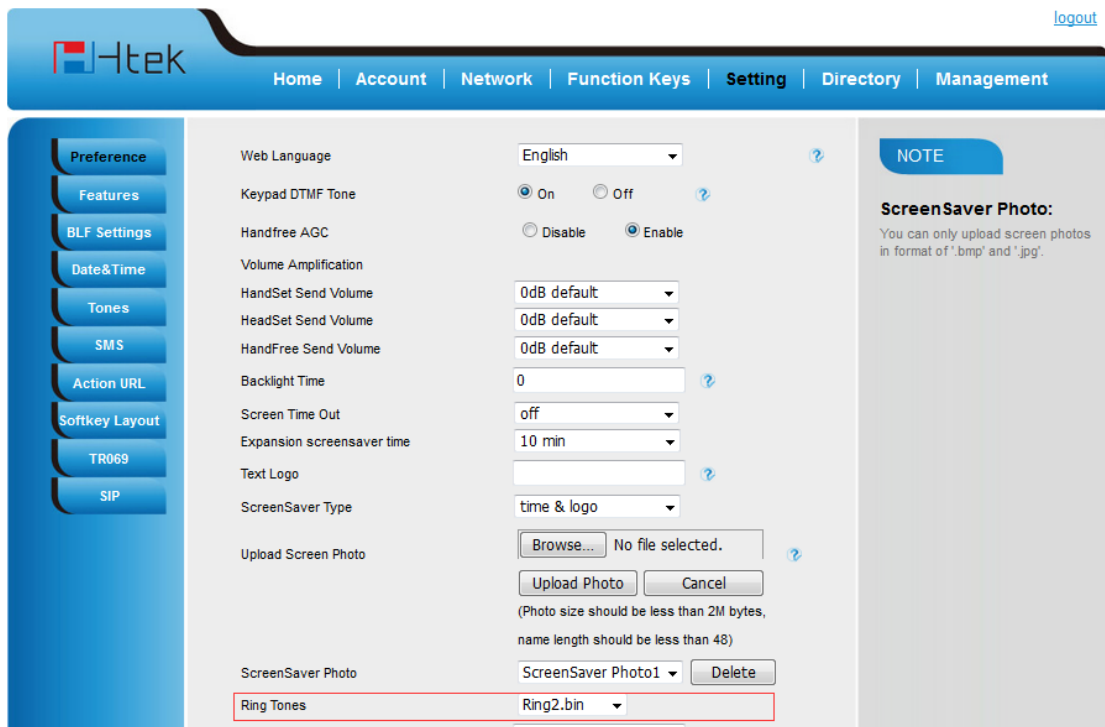 logout
Htek
Home Account Network Function Keys Setting Directory Management
Preference
Features
BLF Settings
Date&Time
Tones
SMS
Action URL
Softkey Layout
TR069
SIP
Web Language English
Keypad DTMF Tone On Off
Handfree AGC Disable Enable
Volume Amplification
HandSet Send Volume 0dB default
HeadSet Send Volume 0dB default
HandFree Send Volume 0dB default
Backlight Time 0
Screen Time Out off
Expansion screensaver time 10 min
Text Logo
ScreenSaver Type time & logo
Upload Screen Photo Browse... No file selected.
Upload Photo Cancel
(Photo size should be less than 2M bytes,
name length should be less than 48)
ScreenSaver Photo ScreenSaver Photo1 Delete
Ring Tones Ring2.bin
NOTE
ScreenSaver Photo:
You can only upload screen photos
in format of '.bmp' and '.jpg'.